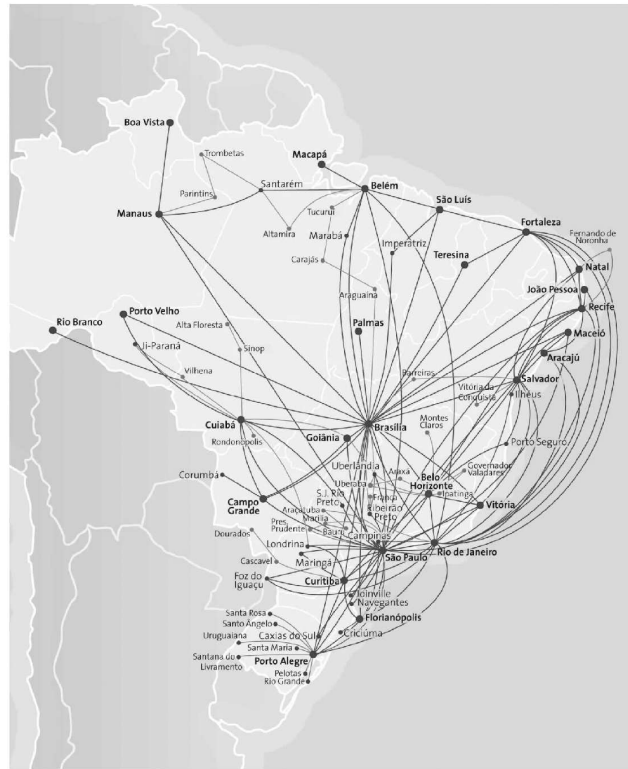 Boa Vista
Trombetas
Macapá
Santarém
Belém
Parintins
São Luís
Tucuruí
Manaus
Fortaleza
Altamira
Marabá
Imperatriz
Fernando de
Noronha
Teresina
Carajás
Natal
João Pessoa
Araguaina
Porto Velho
Recife
Rio Branco
Alta Floresta
Palmas
Maceió
Ji-Paraná
Sinop
Aracajú
Vilhena
Barreiras
Salvador
Vitória da
Conquista
Ilhéus
Cuiabá
Brasília
Montes
Claros
Rondonópolis
Goiânia
Porto Seguro
Uberlândia
Governador
Valadares
Corumbá
Araxa
Belo
Horizonte
Uberaba
Ipatinga
S.J. Rio
Preto
Franca
Campo
Grande
Araçatuba
Ribeirão
Preto
Vitória
Marília
Pres.
Prudente
Bauru
Dourados
Campinas
Londrina
São Paulo
Rio de Janeiro
Cascavel
Maringá
Foz do
Iguaçu
Curitiba
Joinville
Navegantes
Santa Rosa
Florianópolis
Santo Ângelo
Uruguaiana
Caxias do Sul
Criciúma
Santa Maria
Santana do
Livramento
Porto Alegre
Pelotas
Rio Grande